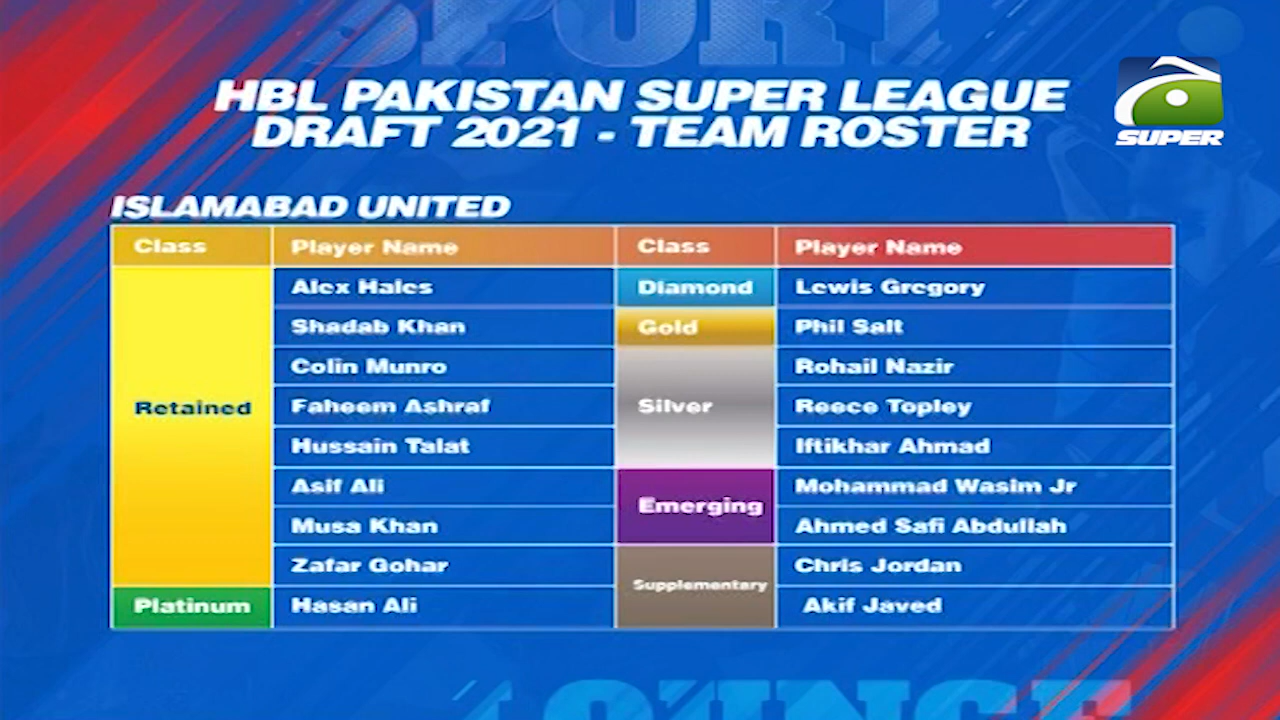 SPORT
HBL PAKISTAN SUPER LEAGUE
DRAFT 2021 - TEAM ROSTER
SUPER
ISLAMABAD UNITED
Class Player Name Class Player Name
Retained Alex Hales Diamond Lewis Gregory
Shadab Khan Gold Phil Salt
Colin Munro Silver Rohail Nazir
Faheem Ashraf Reece Topley
Hussain Talat Iftikhar Ahmad
Asif Ali Emerging Mohammad Wasim Jr
Musa Khan Ahmed Safi Abdullah
Zafar Gohar Supplementary Chris Jordan
Platinum Hasan Ali Akif Javed
LOUNGE